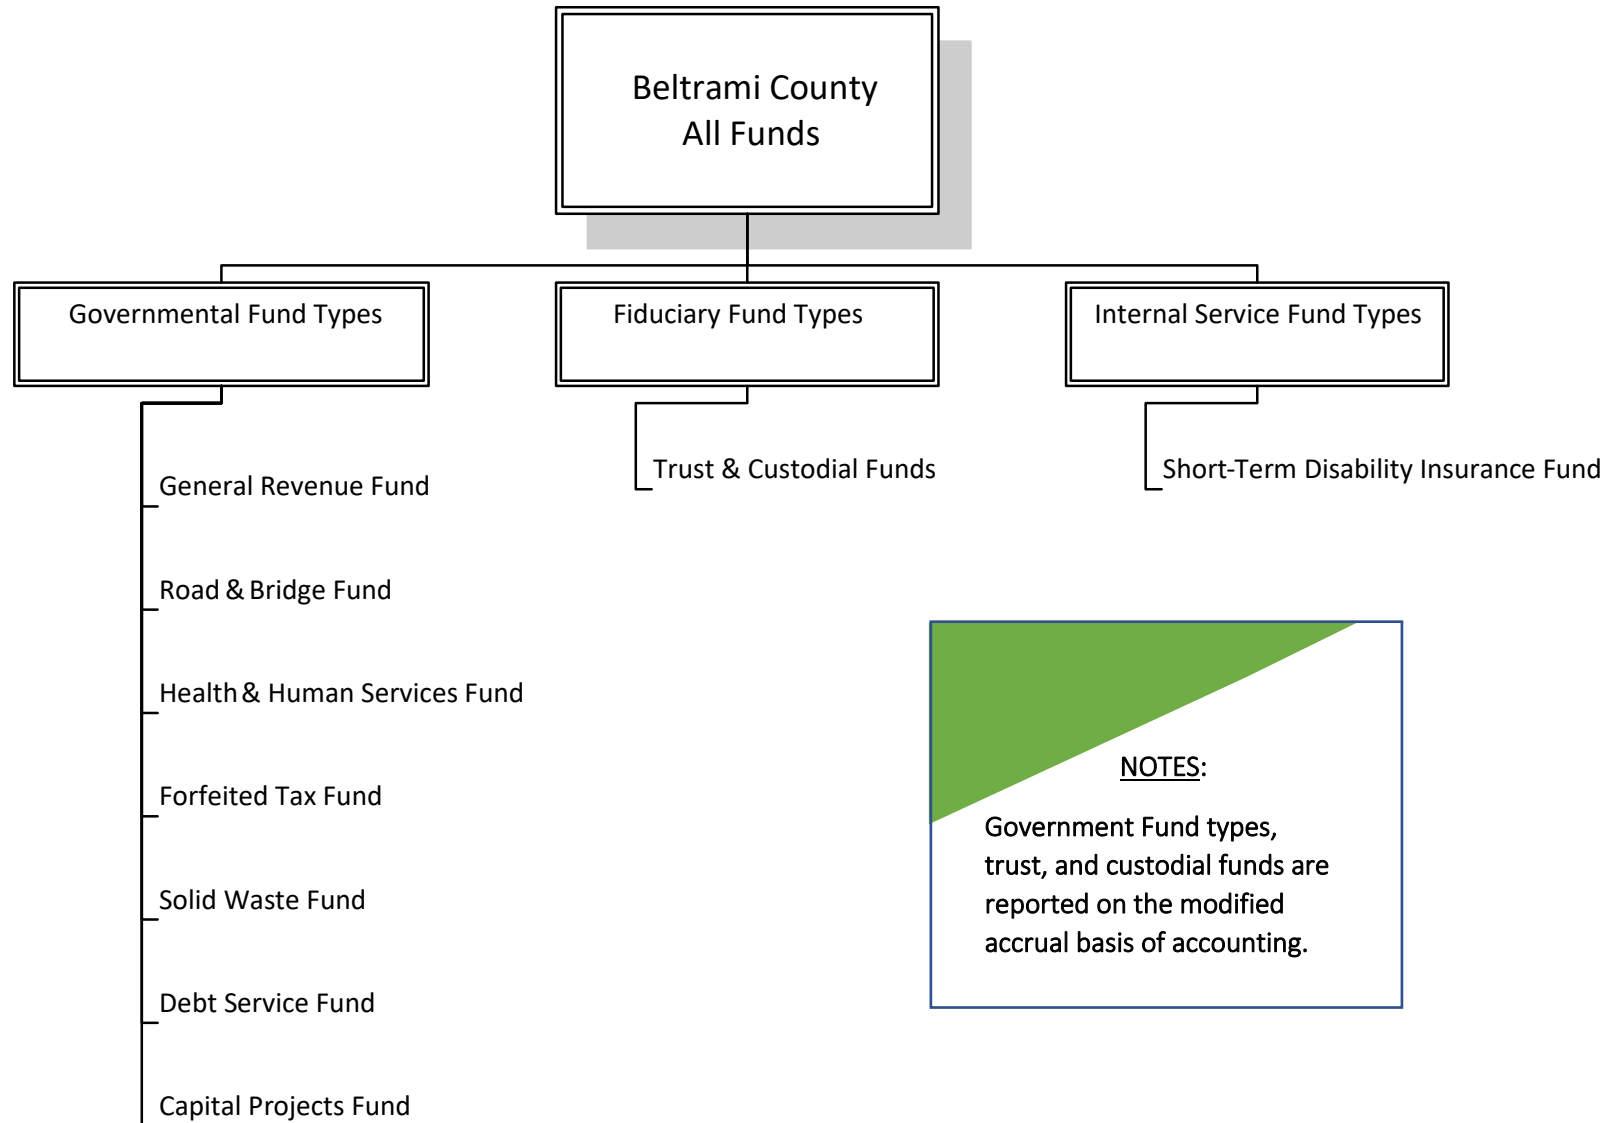 Beltrami County
All Funds
Governmental Fund Types
Fiduciary Fund Types
Internal Service Fund Types
General Revenue Fund
Road & Bridge Fund
Health & Human Services Fund
Forfeited Tax Fund
Solid Waste Fund
Debt Service Fund
Capital Projects Fund
Trust & Custodial Funds
Short-Term Disability Insurance Fund
NOTES:
Government Fund types,
trust, and custodial funds are
reported on the modified
accrual basis of accounting.